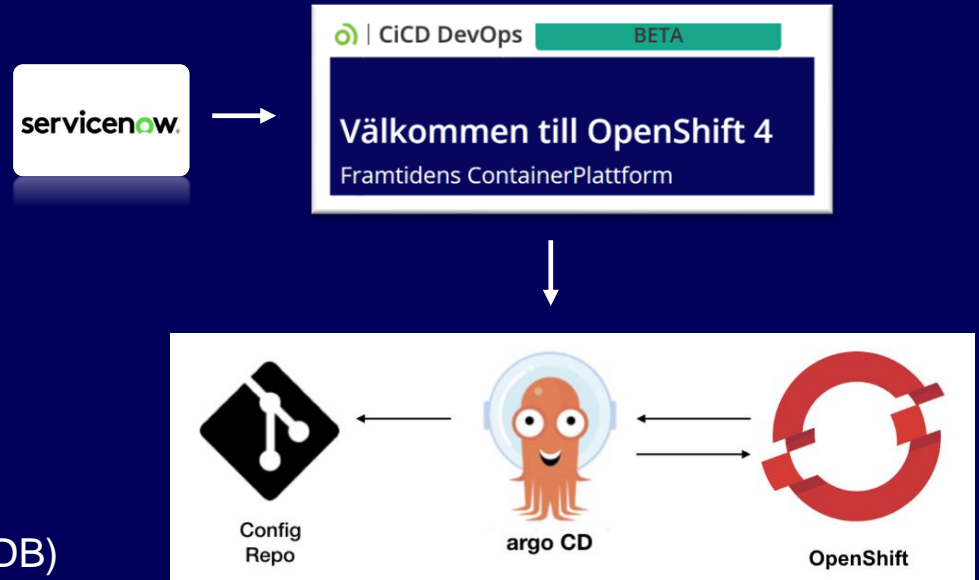 servicenow.
CiCD DevOps BETA
Välkommen till OpenShift 4
Framtidens ContainerPlattform
Config
Repo
argo CD
OpenShift
DB)